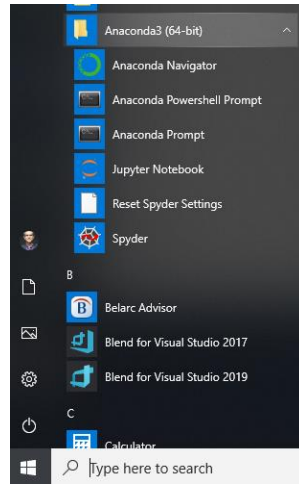 Anaconda3 (64-bit)
Anaconda Navigator
Anaconda Powershell Prompt
Anaconda Prompt
Jupyter Notebook
Reset Spyder Settings
Spyder
B
Belarc Advisor
Blend for Visual Studio 2017
Blend for Visual Studio 2019
C
Calculator
Type here to search